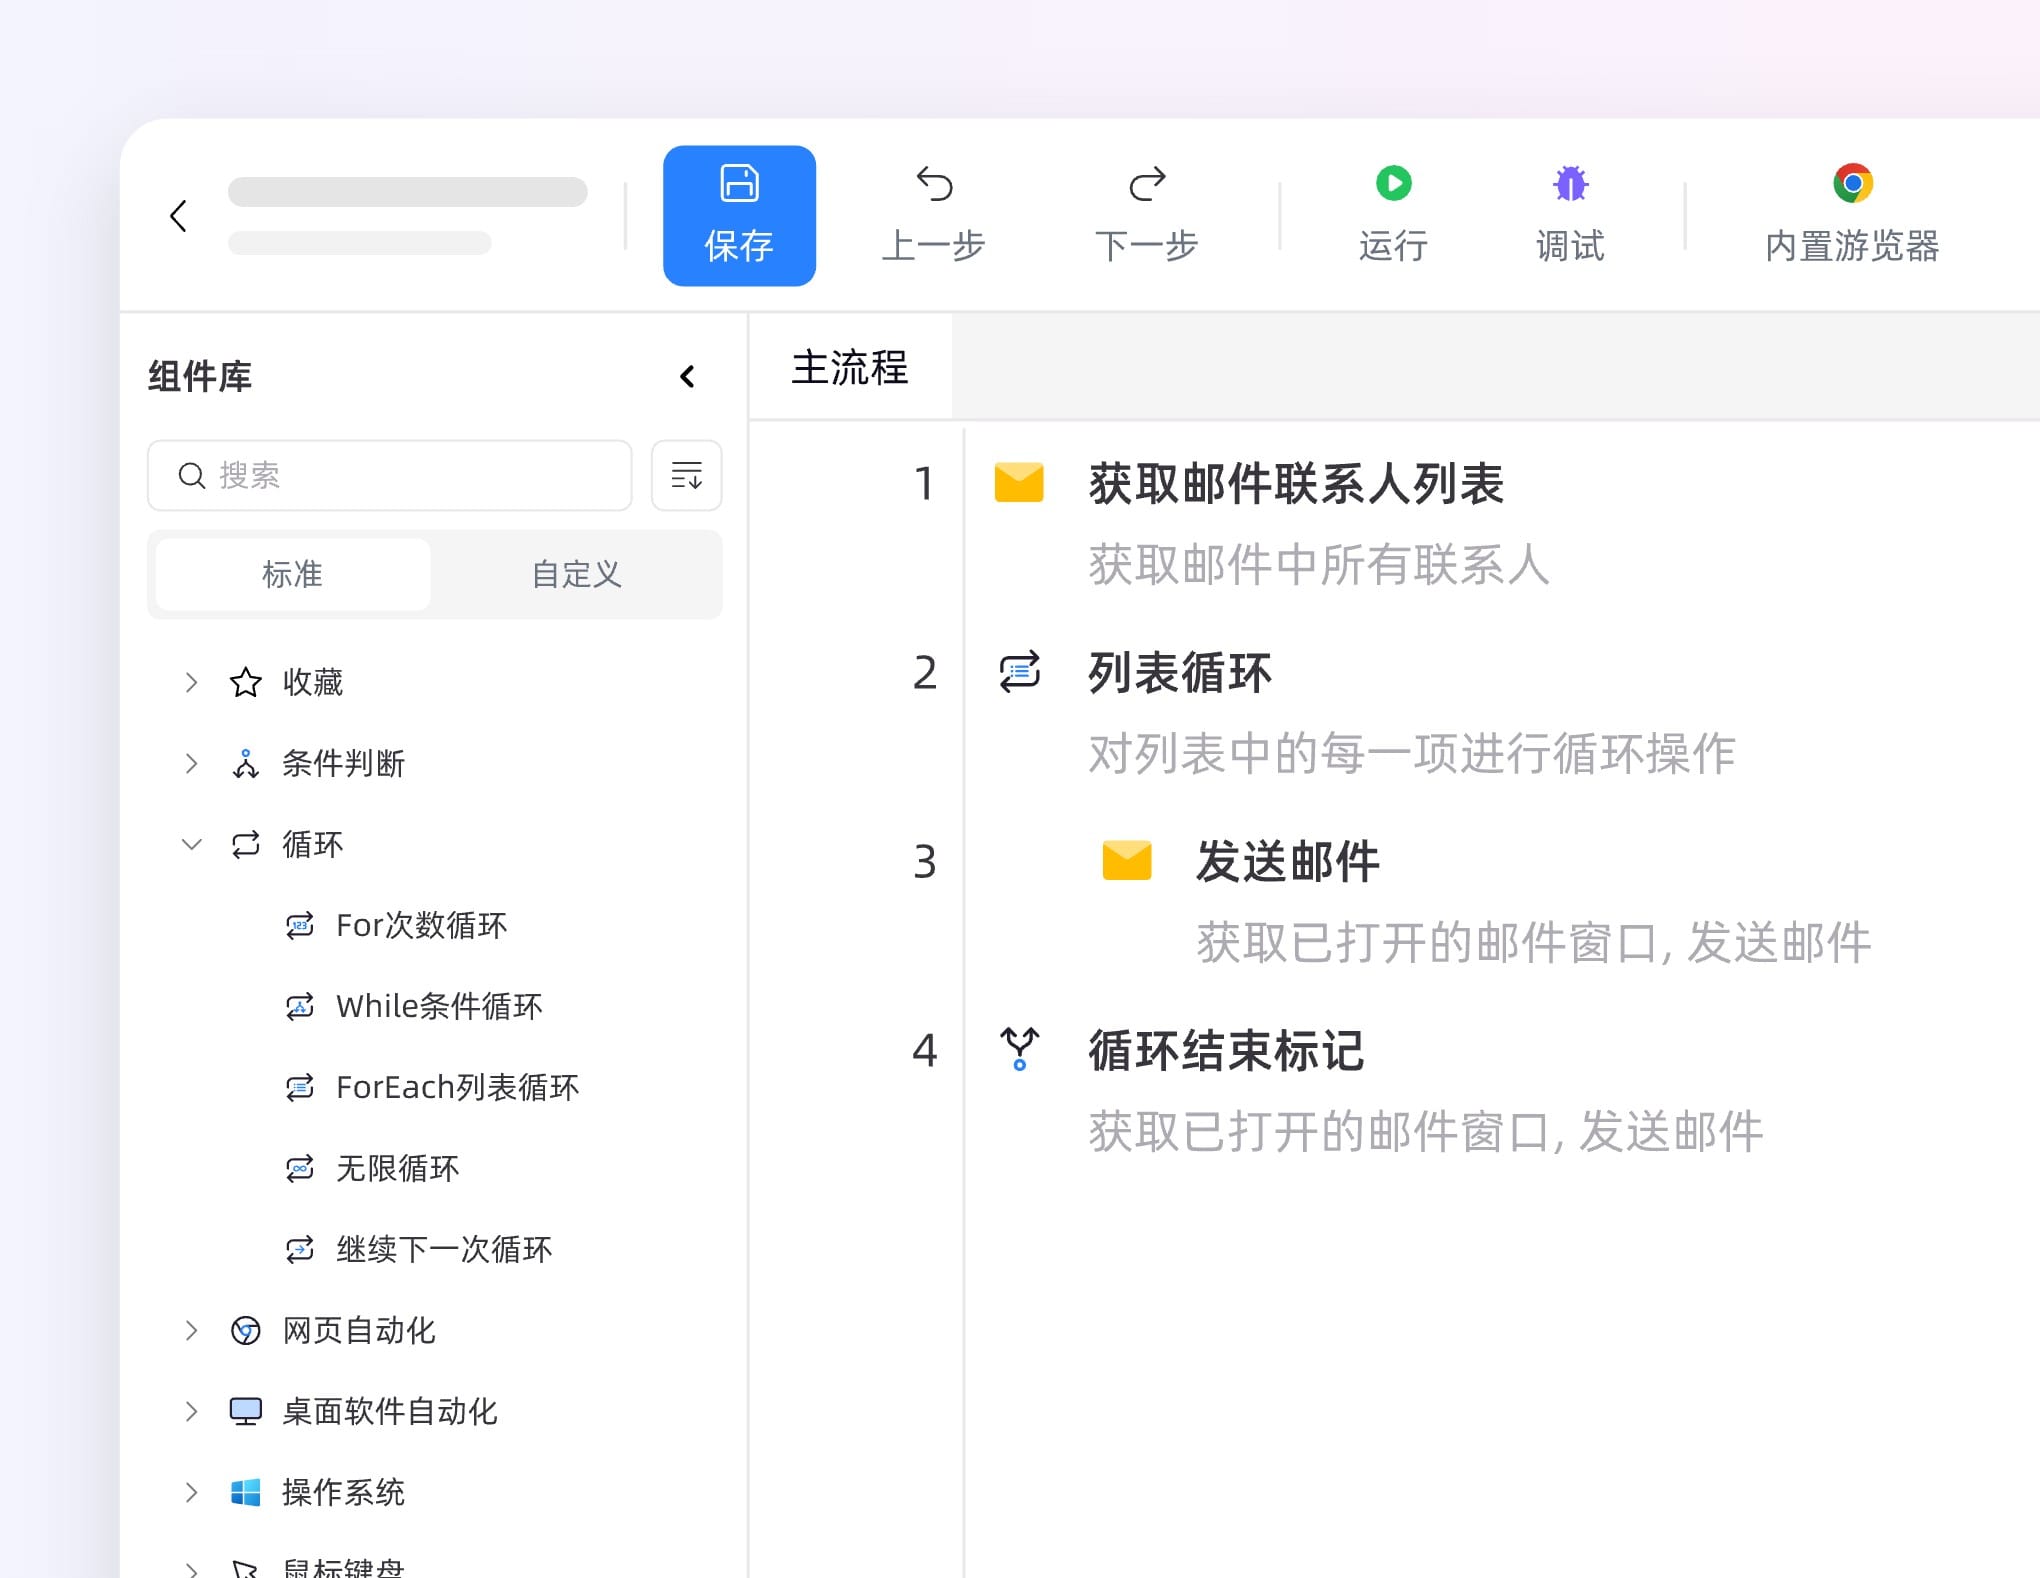 保存
上一步
下一步
运行
调试
内置游览器
组件库
搜索
标准
自定义
收藏
条件判断
循环
For次数循环
While条件循环
ForEach列表循环
无限循环
继续下一次循环
网页自动化
桌面软件自动化
操作系统
鼠标键盘
主流程
1
获取邮件联系人列表
获取邮件中所有联系人
2
列表循环
对列表中的每一项进行循环操作
3
发送邮件
获取已打开的邮件窗口, 发送邮件
4
循环结束标记
获取已打开的邮件窗口, 发送邮件